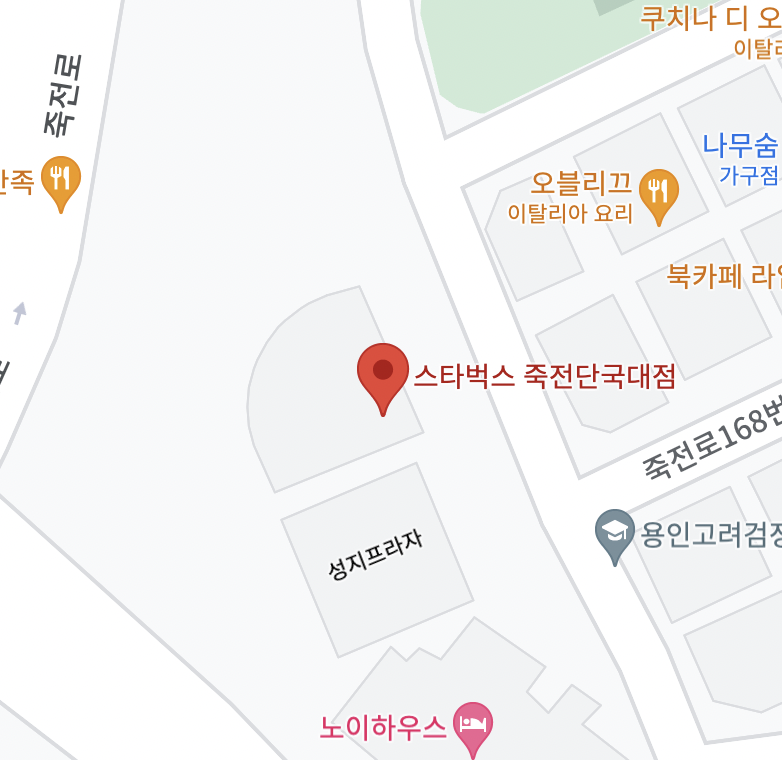 쿠치나 디 오
이탈리
죽전로
나무숨
가구점
오블리끄
이탈리아 요리
만족
북카페 라
스타벅스 죽전단국대점
죽전로168번
용인고려검정
성지프라자
노이하우스